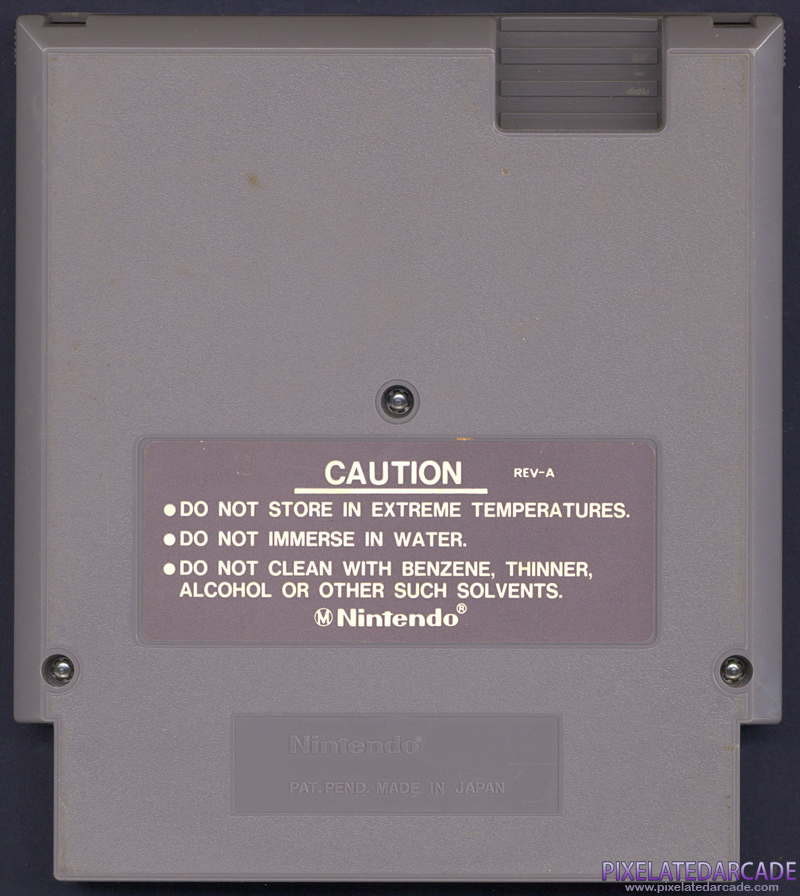 CAUTION REV-A
●DO NOT STORE IN EXTREME TEMPERATURES.
●DO NOT IMMERSE IN WATER.
●DO NOT CLEAN WITH BENZENE, THINNER,
ALCOHOL OR OTHER SUCH SOLVENTS.
Ⓜ Nintendo®
Nintendo®
PAT. PEND. MADE IN JAPAN
PIXELATEDARCADE
www.pixelatedarcade.com